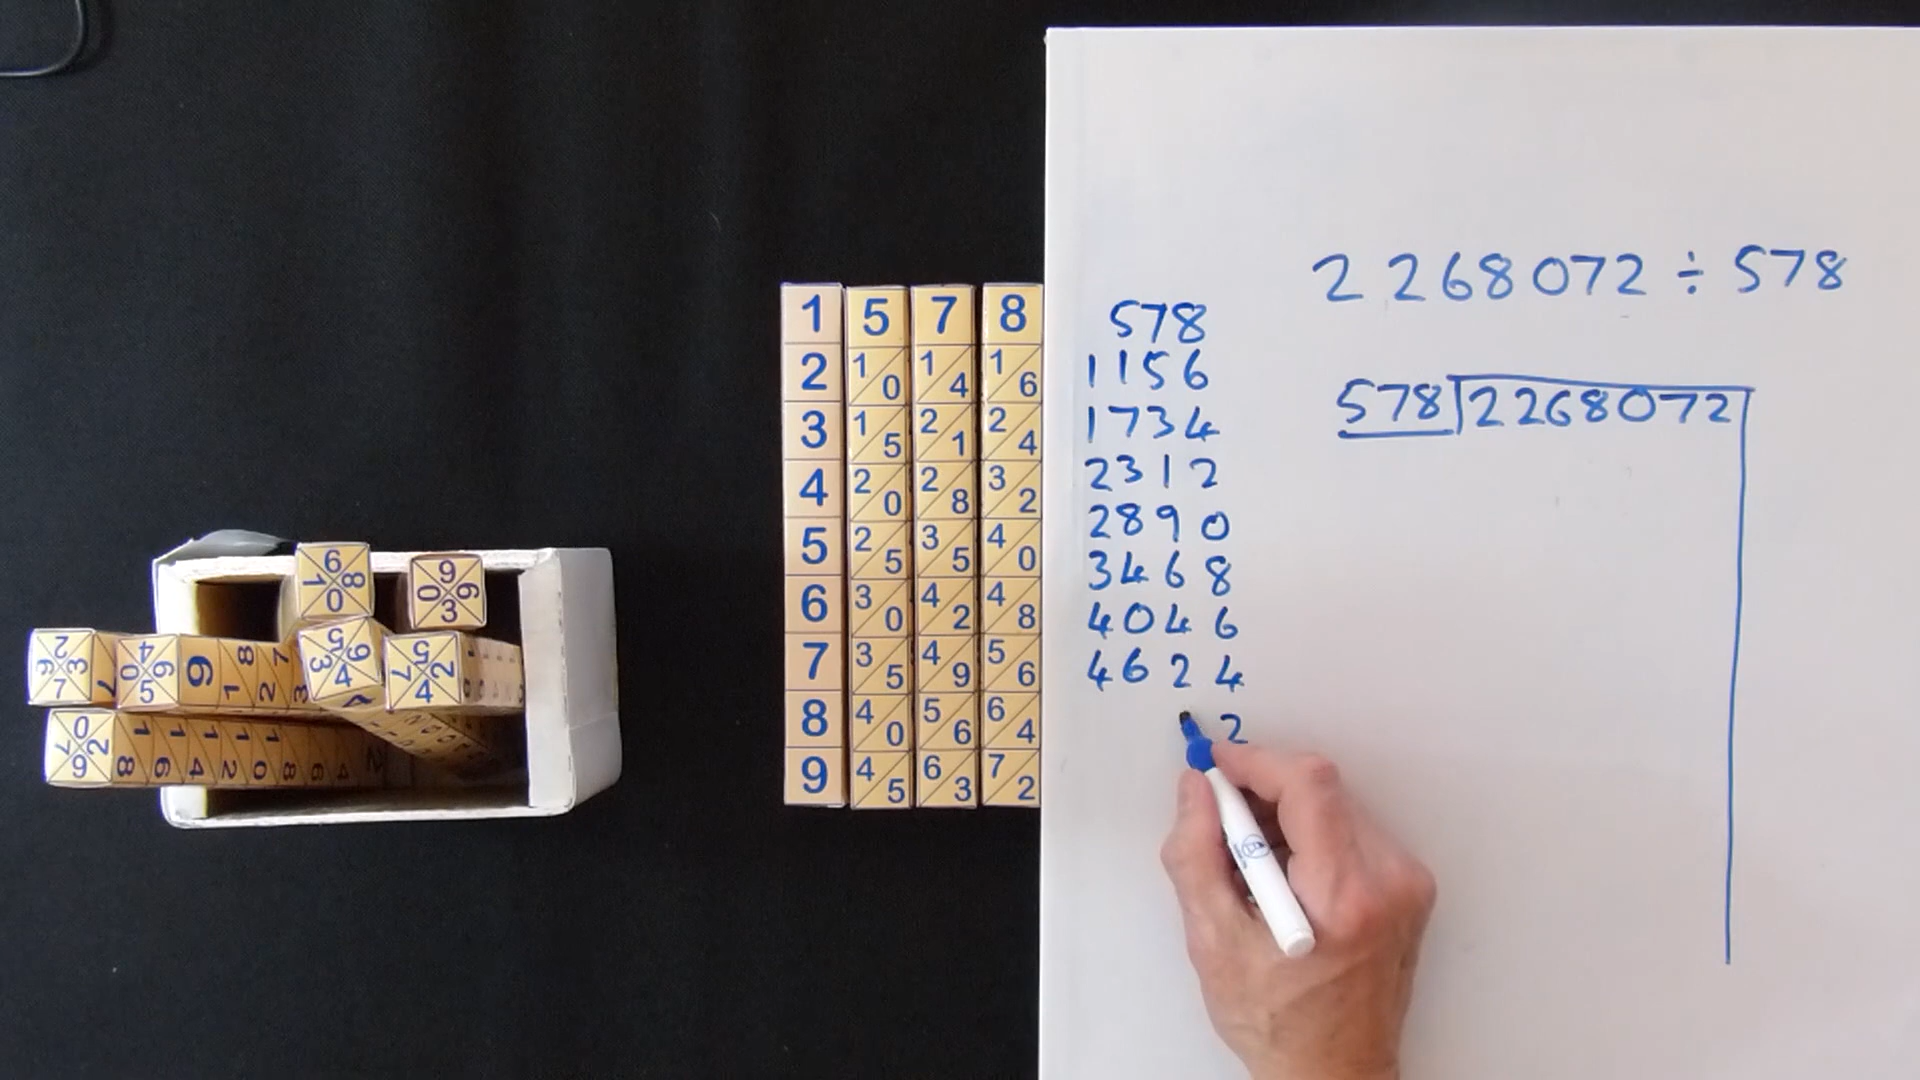 1 5 7 8
2 1/0 1/4 1/6
3 1/5 2/1 2/4
4 2/0 2/8 3/2
5 2/5 3/5 4/0
6 3/0 4/2 4/8
7 3/5 4/9 5/6
8 4/0 5/6 6/4
9 4/5 6/3 7/2
578
1156
1734
2312
2890
3468
4046
4624
2
2268072 ÷ 578
578 2268072